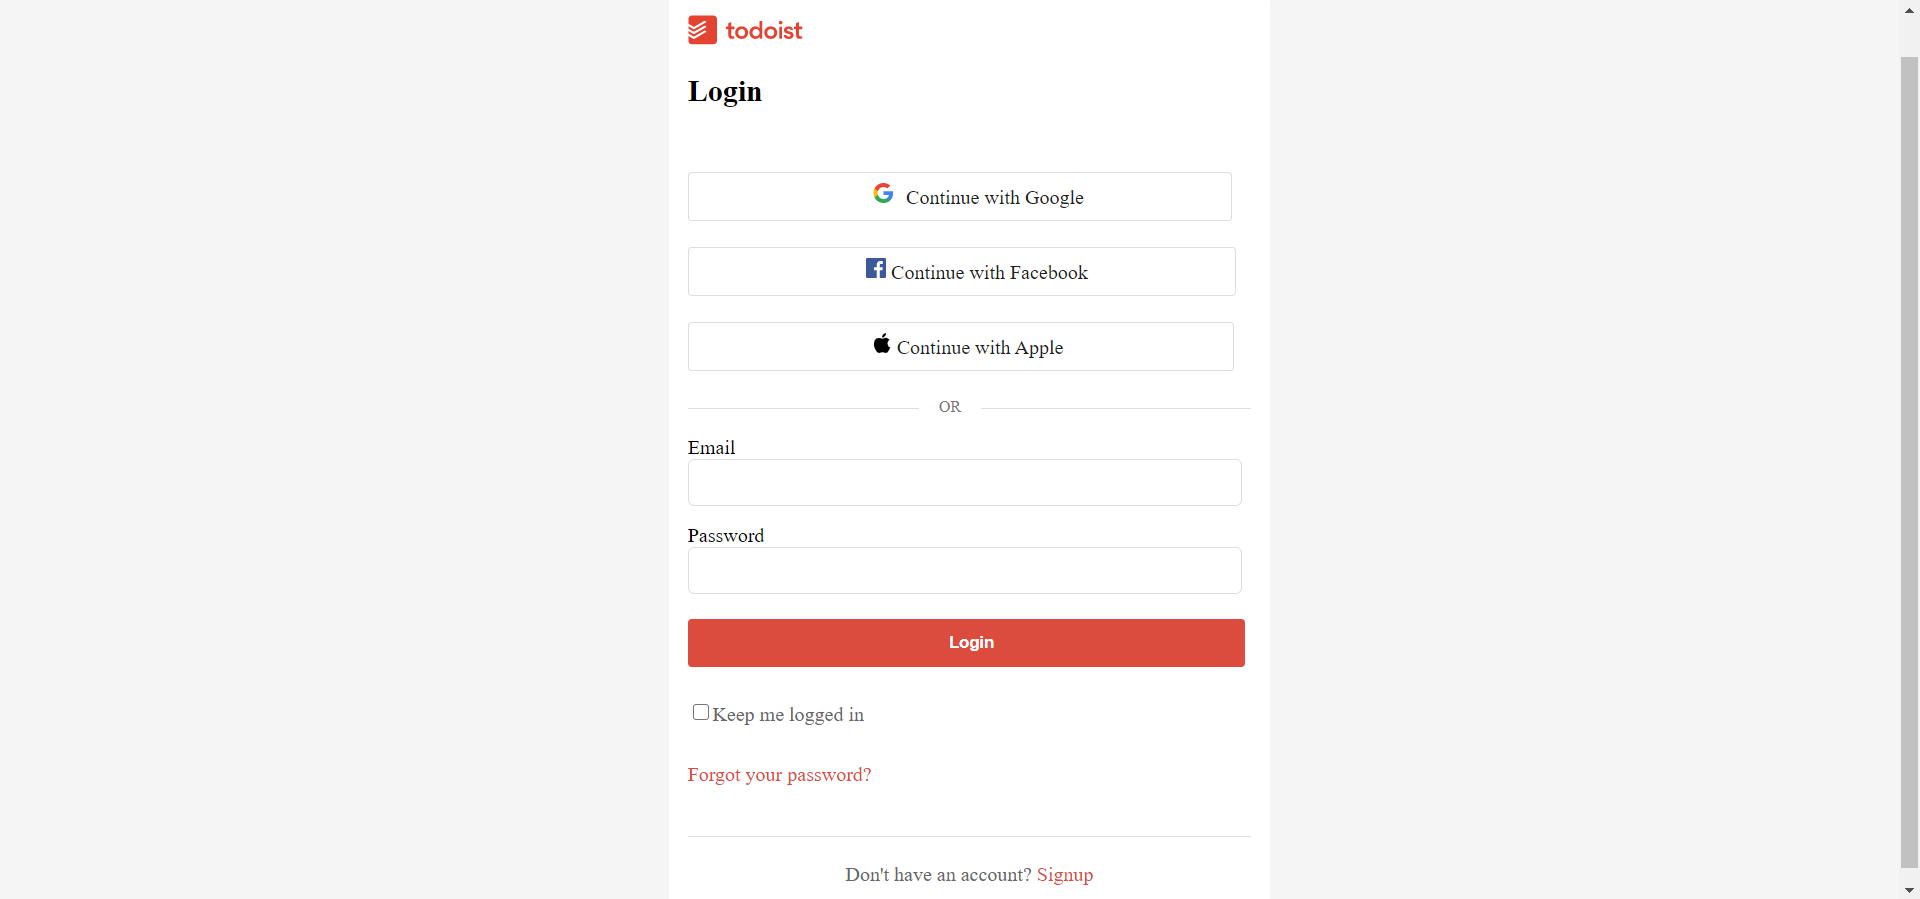 todoist
Login
Continue with Google
Continue with Facebook
Continue with Apple
OR
Email
Password
Login
Keep me logged in
Forgot your password?
Don't have an account? Signup